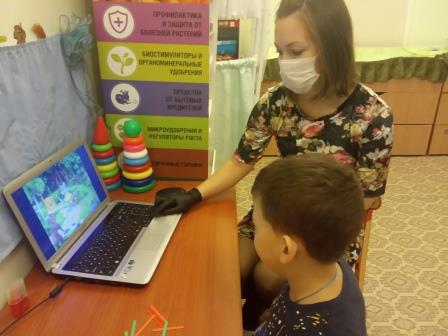 ПРОФИЛАКТИКА
И ЗАЩИТА ОТ
БОЛЕЗНЕЙ РАСТЕНИЙ
БИОСТИМУЛЯТОРЫ И
ОРГАНОМИНЕРАЛЬНЫЕ
УДОБРЕНИЯ
СРЕДСТВА
ОТ БЫТОВЫХ
ВРЕДИТЕЛЕЙ
МИКРОУДОБРЕНИЯ И
РЕГУЛЯТОРЫ РОСТА